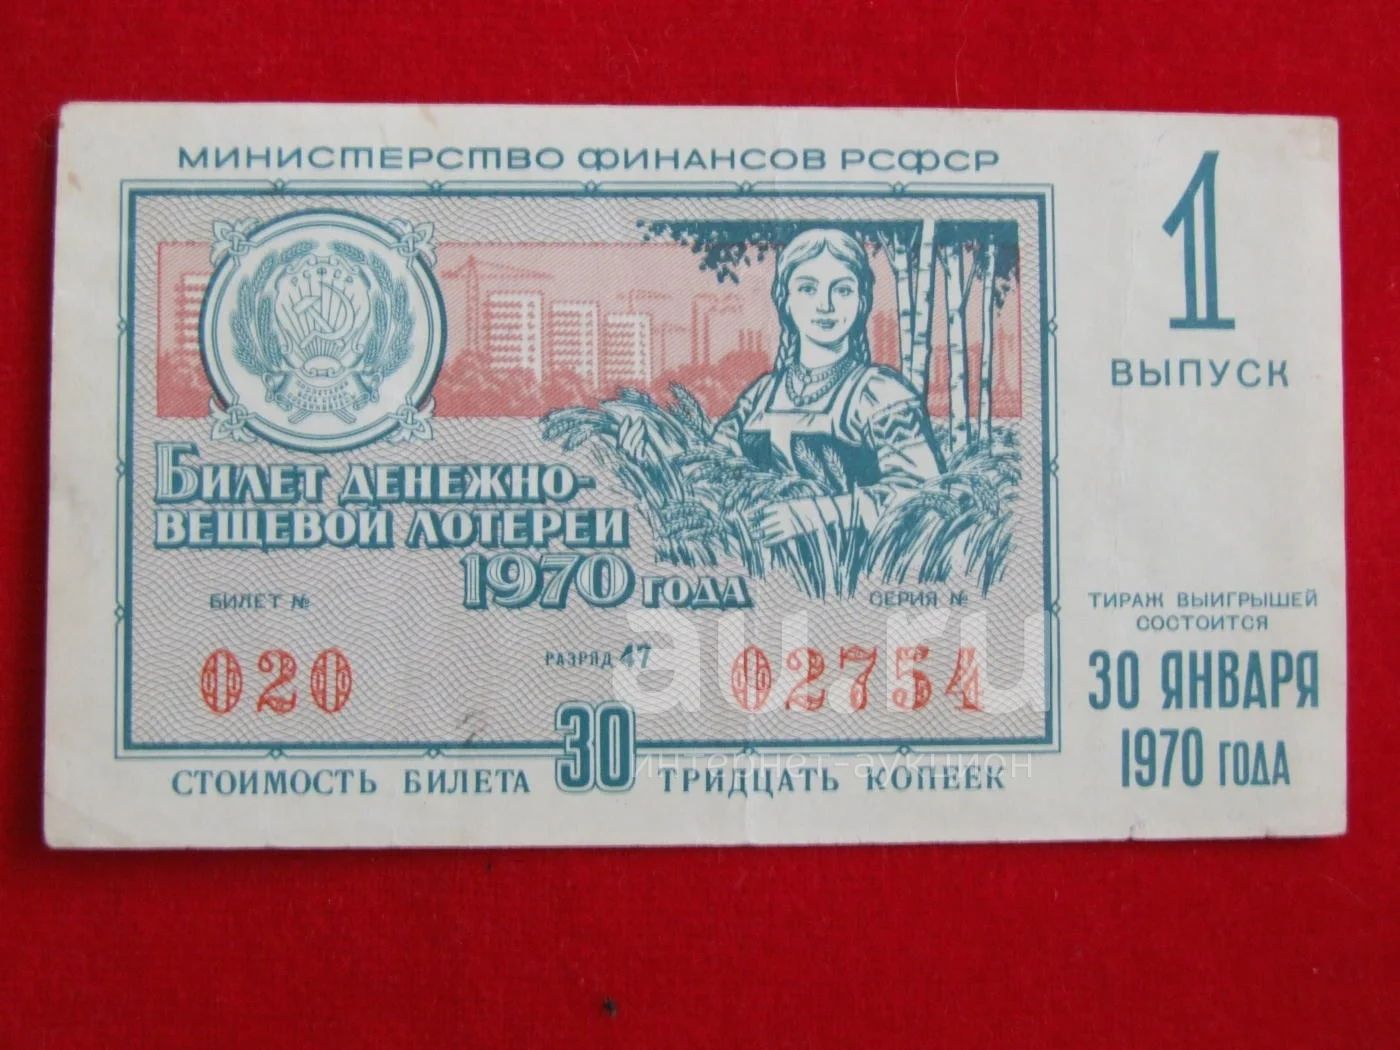 МИНИСТЕРСТВО ФИНАНСОВ РСФСР
1
ВЫПУСК
БИЛЕТ ДЕНЕЖНО-
ВЕЩЕВОЙ ЛОТЕРЕИ
1970 ГОДА
БИЛЕТ №
СЕРИЯ №
020
РАЗРЯД 47
02754
СТОИМОСТЬ БИЛЕТА 30 ТРИДЦАТЬ КОПЕЕК
ТИРАЖ ВЫИГРЫШЕЙ
СОСТОИТСЯ
30 ЯНВАРЯ
1970 ГОДА
au.ru
интернет-аукцион